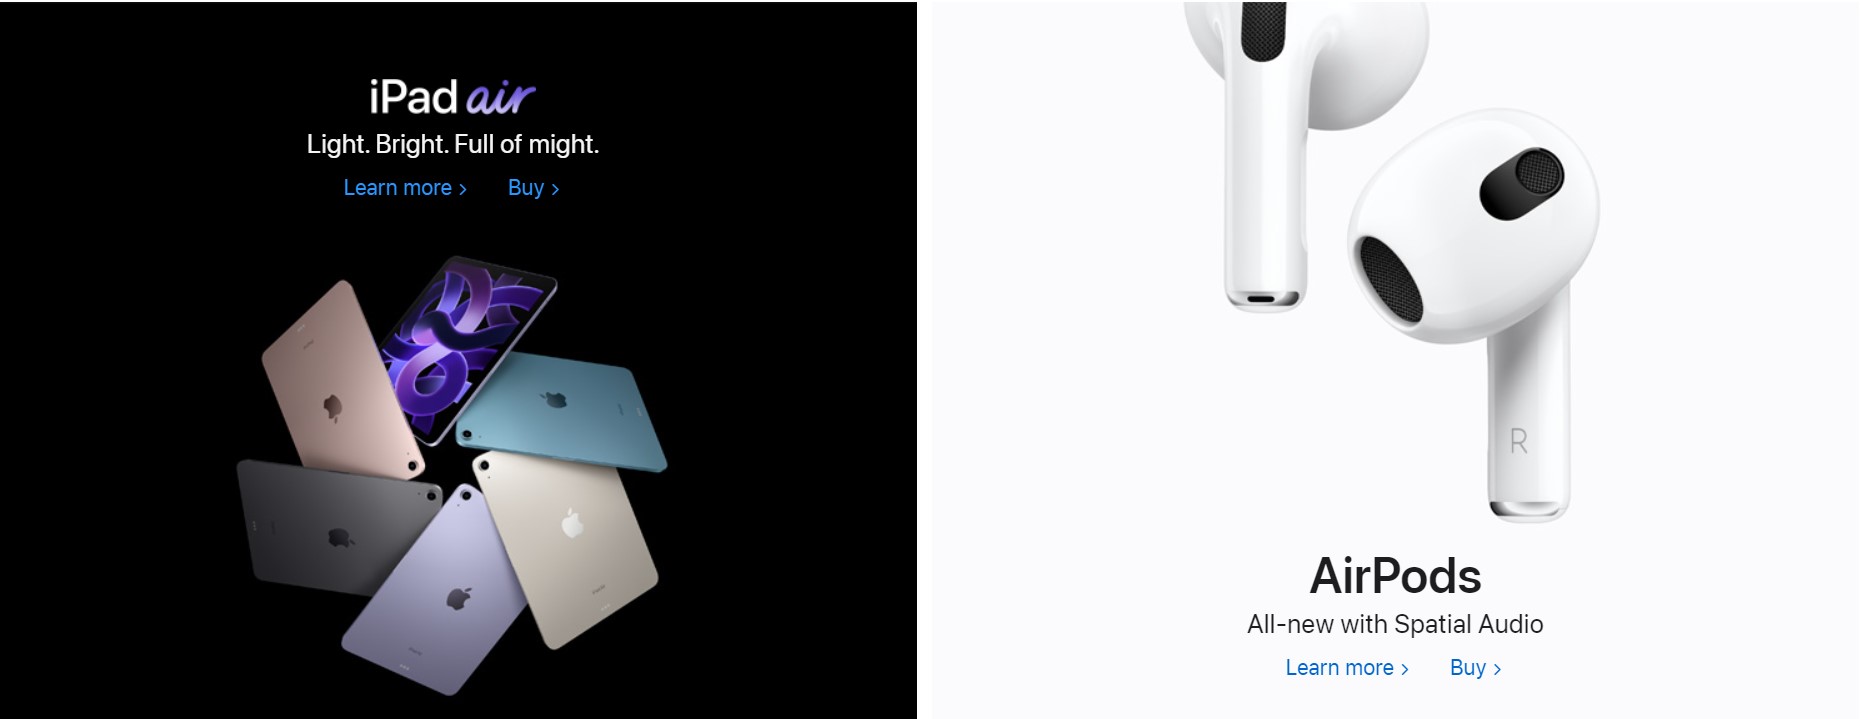 iPad air
Light. Bright. Full of might.
Learn more >
Buy >
R
AirPods
All-new with Spatial Audio
Learn more >
Buy >